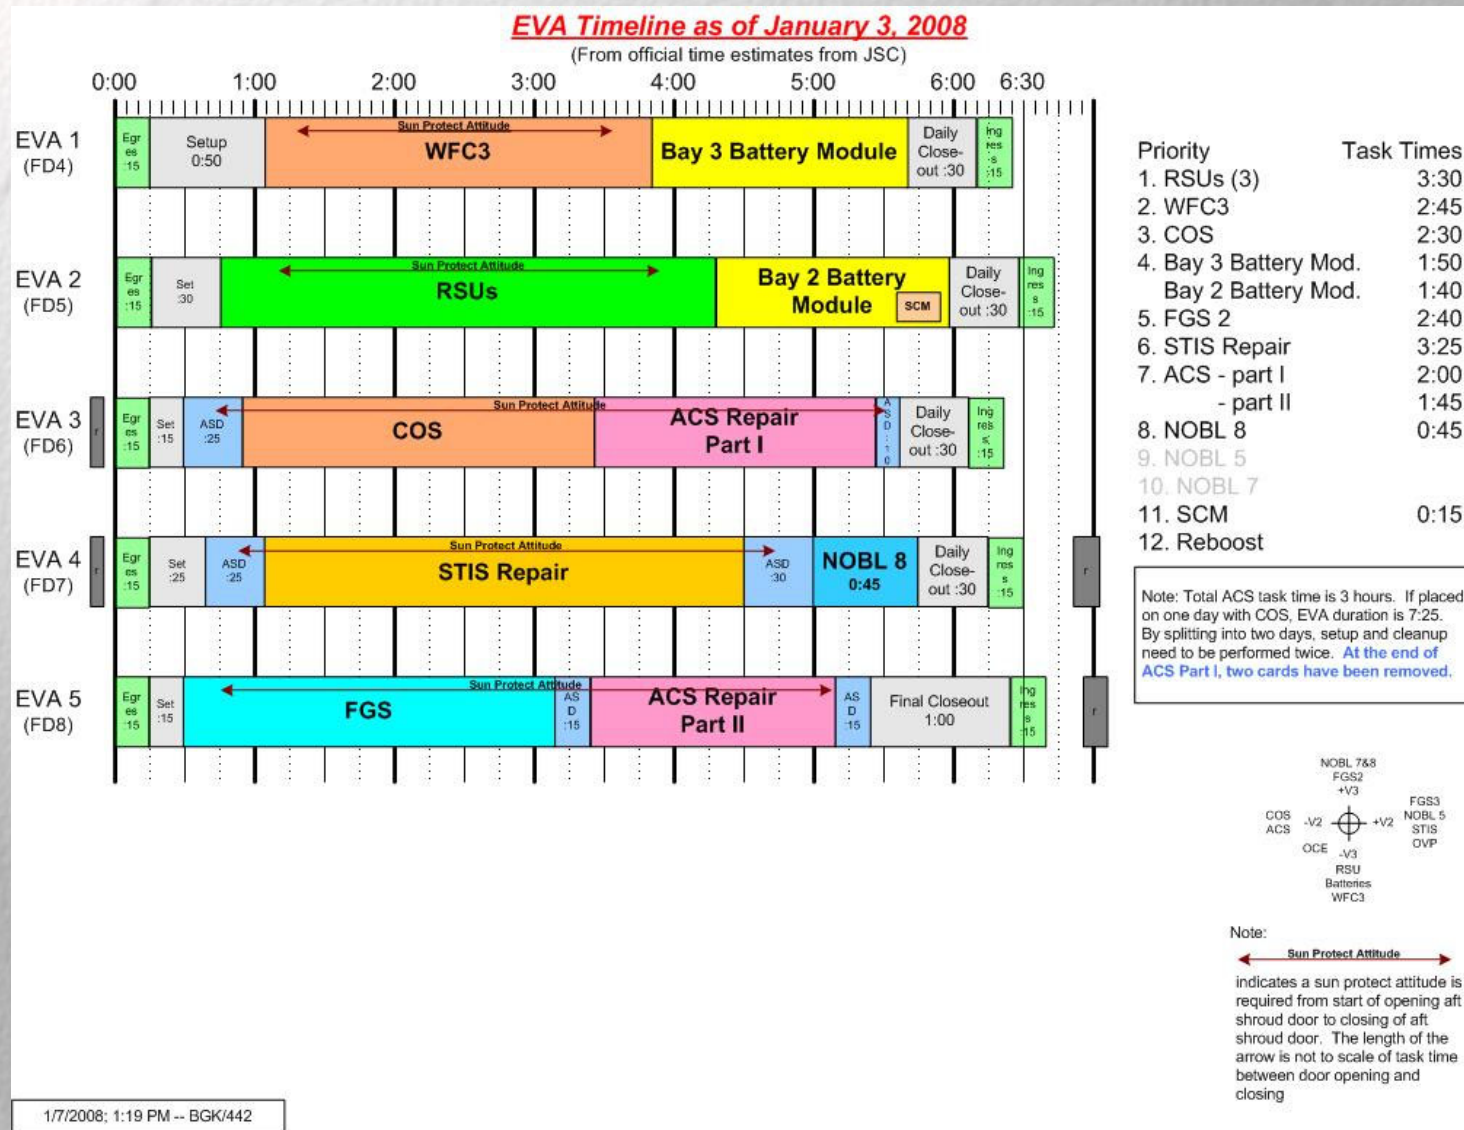 EVA Timeline as of January 3, 2008
(From official time estimates from JSC)
0:00 1:00 2:00 3:00 4:00 5:00 6:00 6:30
EVA 1
(FD4)
Egr
es
:15
Setup
0:50
Sun Protect Attitude
WFC3
Bay 3 Battery Module
Daily
Close-
out :30
Ing
res
s
:15
EVA 2
(FD5)
Egr
es
:15
Set
:30
Sun Protect Attitude
RSUs
Bay 2 Battery
Module
SCM
Daily
Close-
out :30
Ing
res
s
:15
EVA 3
(FD6)
r
Egr
es
:15
Set
:15
ASD
:25
Sun Protect Attitude
COS
ACS Repair
Part I
A
S
D
:
1
0
Daily
Close-
out :30
Ing
res
s
:15
EVA 4
(FD7)
r
Egr
es
:15
Set
:25
ASD
:25
Sun Protect Attitude
STIS Repair
ASD
:30
NOBL 8
0:45
Daily
Close-
out :30
Ing
res
s
:15
r
EVA 5
(FD8)
Egr
es
:15
Set
:15
Sun Protect Attitude
FGS
AS
D
:15
ACS Repair
Part II
AS
D
:15
Final Closeout
1:00
Ing
res
s
:15
r
Priority Task Times
1. RSUs (3) 3:30
2. WFC3 2:45
3. COS 2:30
4. Bay 3 Battery Mod. 1:50
Bay 2 Battery Mod. 1:40
5. FGS 2 2:40
6. STIS Repair 3:25
7. ACS - part I 2:00
- part II 1:45
8. NOBL 8 0:45
9. NOBL 5
10. NOBL 7
11. SCM 0:15
12. Reboost
Note: Total ACS task time is 3 hours. If placed
on one day with COS, EVA duration is 7:25.
By splitting into two days, setup and cleanup
need to be performed twice. At the end of
ACS Part I, two cards have been removed.
NOBL 7&8
FGS2
+V3
COS
ACS
-V2
+V2
FGS3
NOBL 5
STIS
OVP
OCE
-V3
RSU
Batteries
WFC3
Note:
Sun Protect Attitude
indicates a sun protect attitude is
required from start of opening aft
shroud door to closing of aft
shroud door. The length of the
arrow is not to scale of task time
between door opening and
closing
1/7/2008; 1:19 PM -- BGK/442